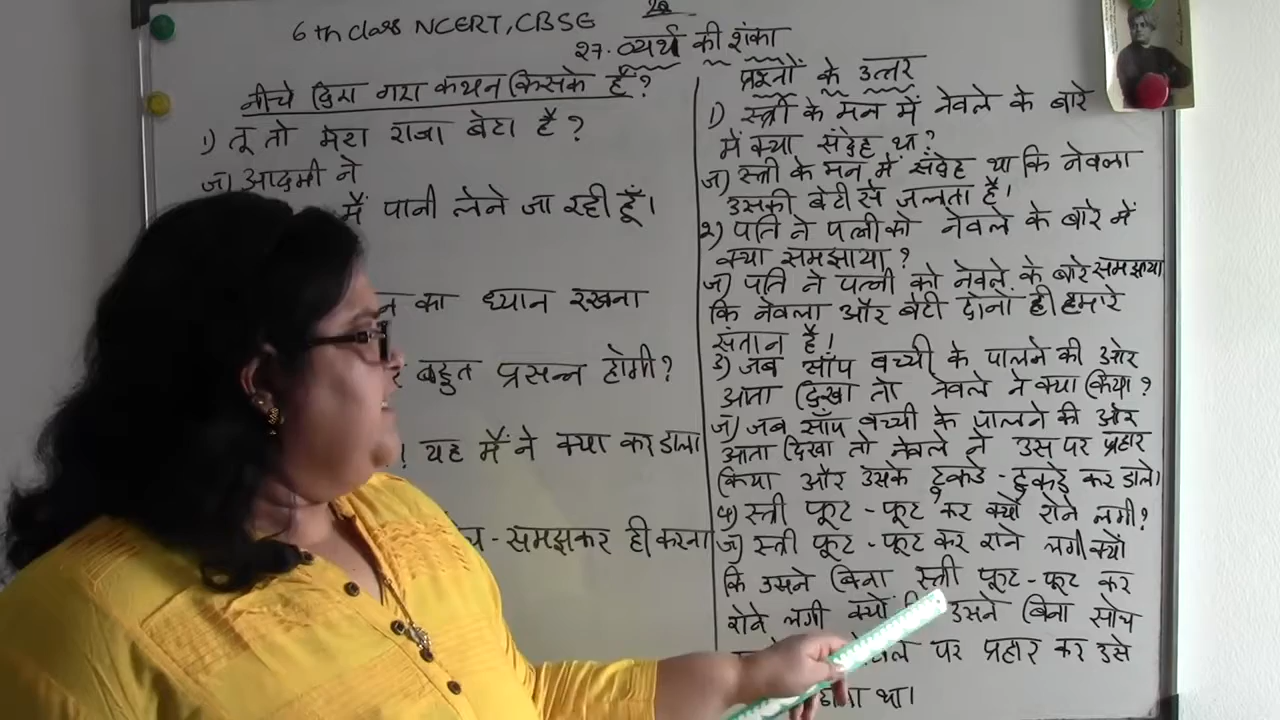 6th class NCERT, CBSE
27. व्यर्थ की शंका
नीचे दिया गया कथन किसके है?
1) तू तो मेरा राजा बेटा है?
ज) आदमी ने
मैं पानी लेने जा रही हूँ।
का ध्यान रखना
बहुत प्रसन्न होगी?
! यह मैंने क्या कर डाला
-समझकर ही करना
प्रश्नों के उत्तर
1) स्त्री के मन में नेवले के बारे
में क्या संदेह था?
ज) स्त्री के मन में संदेह था कि नेवला
उसकी बेटी से जलता है।
2) पति ने पत्नी को नेवले के बारे में
क्या समझाया?
ज) पति ने पत्नी को नेवले के बारे समझाया
कि नेवला और बेटी दोनों ही हमारे
संतान है।
3) जब साँप बच्ची के पालने की ओर
आता दिखा तो नेवले ने क्या किया?
ज) जब साँप बच्ची के पालने की ओर
आता दिखा तो नेवले ने उस पर प्रहार
किया और उसके टूकडे - टुकडे कर डाले।
4) स्त्री फूट - फूट कर क्यों रोने लगी?
ज) स्त्री फूट - फूट कर रोने लगी क्यों
कि उसने बिना स्त्री फूट - फूट कर
रोने लगी क्यों उसने बिना सोच
पर प्रहार कर उसे
था।